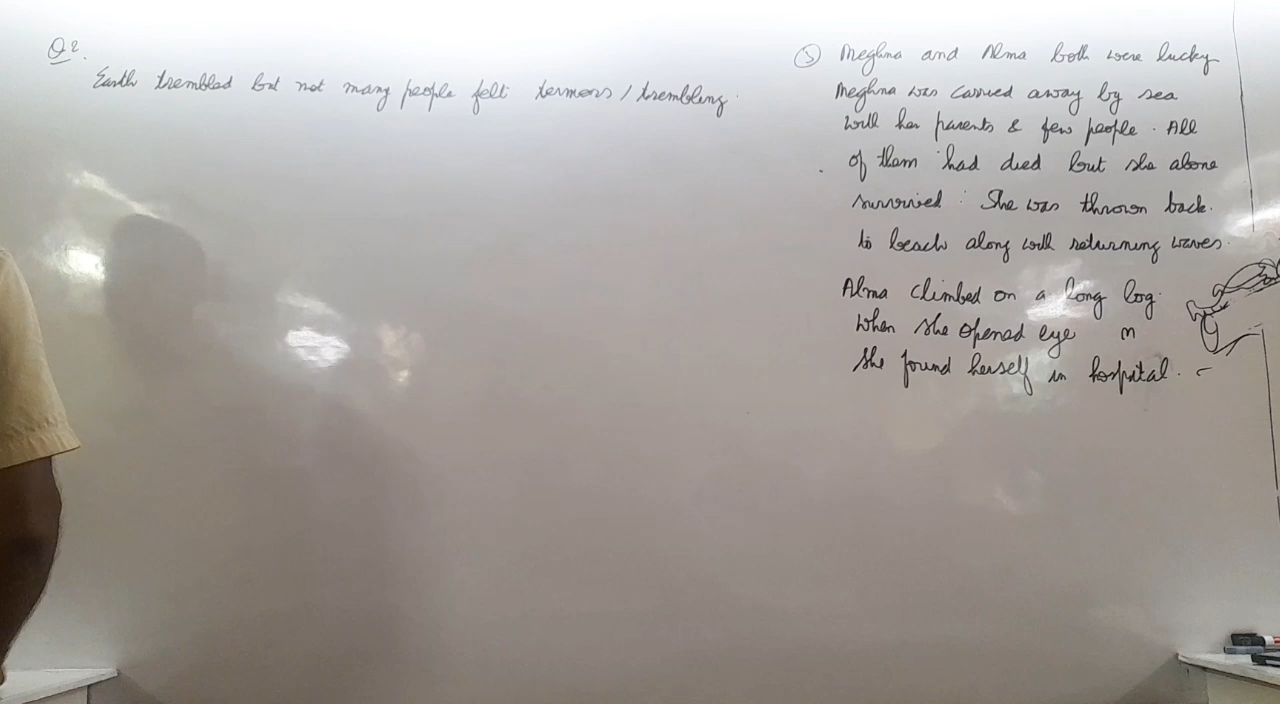 Q2.
Earth trembled but not many people felt termors / trembling.
③ Meghna and Alma both were lucky
Meghna was carried away by sea
with her parents & few people. All
of them had died but she alone
survived. She was thrown back.
to beach along with returning waves.
Alma climbed on a long log.
When she opened eye m
She found herself in hospital.